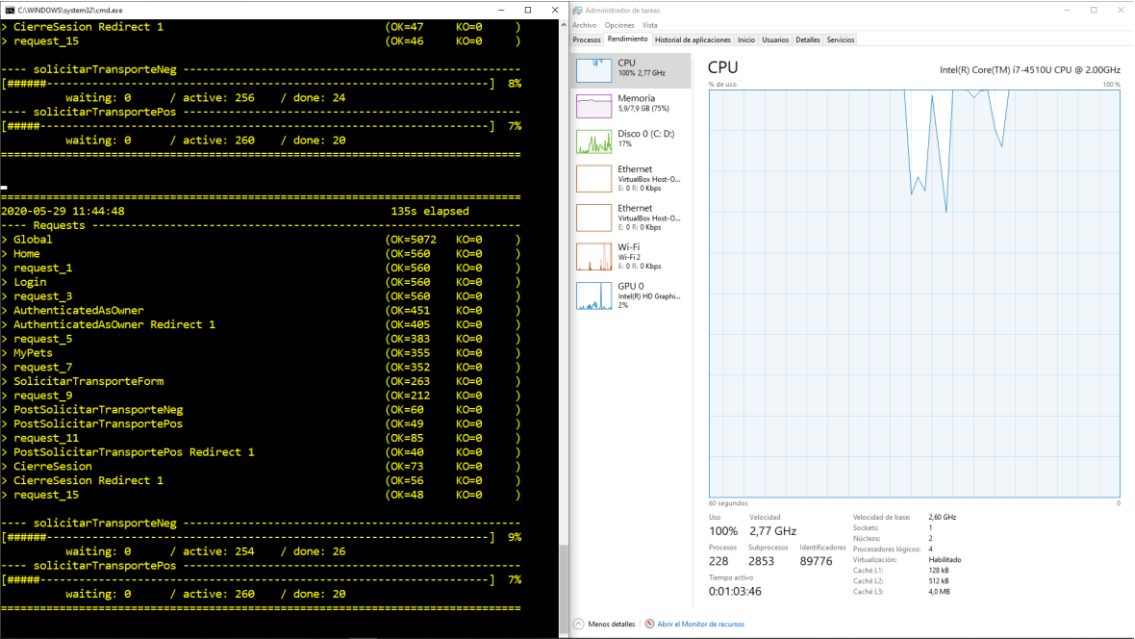 C:\WINDOWS\system32\cmd.exe
> CierreSesion Redirect 1 (OK=47 KO=0 )
> request_15 (OK=46 KO=0 )
---- solicitarTransporteNeg ----------------------------------------------------
[######--------------------------------------------------------------------] 8%
waiting: 0 / active: 256 / done: 24
---- solicitarTransportePos ----------------------------------------------------
[#####---------------------------------------------------------------------] 7%
waiting: 0 / active: 260 / done: 20
================================================================================
================================================================================
2020-05-29 11:44:48 135s elapsed
---- Requests ------------------------------------------------------------------
> Global (OK=5072 KO=0 )
> Home (OK=560 KO=0 )
> request_1 (OK=560 KO=0 )
> Login (OK=560 KO=0 )
> request_3 (OK=560 KO=0 )
> AuthenticatedAsOwner (OK=451 KO=0 )
> AuthenticatedAsOwner Redirect 1 (OK=405 KO=0 )
> request_5 (OK=383 KO=0 )
> MyPets (OK=355 KO=0 )
> request_7 (OK=352 KO=0 )
> SolicitarTransporteForm (OK=263 KO=0 )
> request_9 (OK=212 KO=0 )
> PostSolicitarTransporteNeg (OK=60 KO=0 )
> PostSolicitarTransportePos (OK=49 KO=0 )
> request_11 (OK=85 KO=0 )
> PostSolicitarTransportePos Redirect 1 (OK=40 KO=0 )
> CierreSesion (OK=73 KO=0 )
> CierreSesion Redirect 1 (OK=56 KO=0 )
> request_15 (OK=48 KO=0 )
---- solicitarTransporteNeg ----------------------------------------------------
[######--------------------------------------------------------------------] 9%
waiting: 0 / active: 254 / done: 26
---- solicitarTransportePos ----------------------------------------------------
[#####---------------------------------------------------------------------] 7%
waiting: 0 / active: 260 / done: 20
================================================================================
Administrador de tareas
Archivo Opciones Vista
Procesos Rendimiento Historial de aplicaciones Inicio Usuarios Detalles Servicios
CPU
100% 2,77 GHz
Memoria
5,9/7,9 GB (75%)
Disco 0 (C: D:)
17%
Ethernet
VirtualBox Host-O...
E: 0 R: 0 Kbps
Ethernet
VirtualBox Host-O...
E: 0 R: 0 Kbps
Wi-Fi
Wi-Fi 2
E: 0 R: 0 Kbps
GPU 0
Intel(R) HD Graphi...
2%
CPU Intel(R) Core(TM) i7-4510U CPU @ 2.00GHz
% de uso 100 %
60 segundos 0
Uso Velocidad
100% 2,77 GHz
Procesos Subprocesos Identificadores
228 2853 89776
Tiempo activo
0:01:03:46
Velocidad de base: 2,60 GHz
Sockets: 1
Núcleos: 2
Procesadores lógicos: 4
Virtualización: Habilitado
Caché L1: 128 kB
Caché L2: 512 kB
Caché L3: 4,0 MB
Menos detalles Abrir el Monitor de recursos